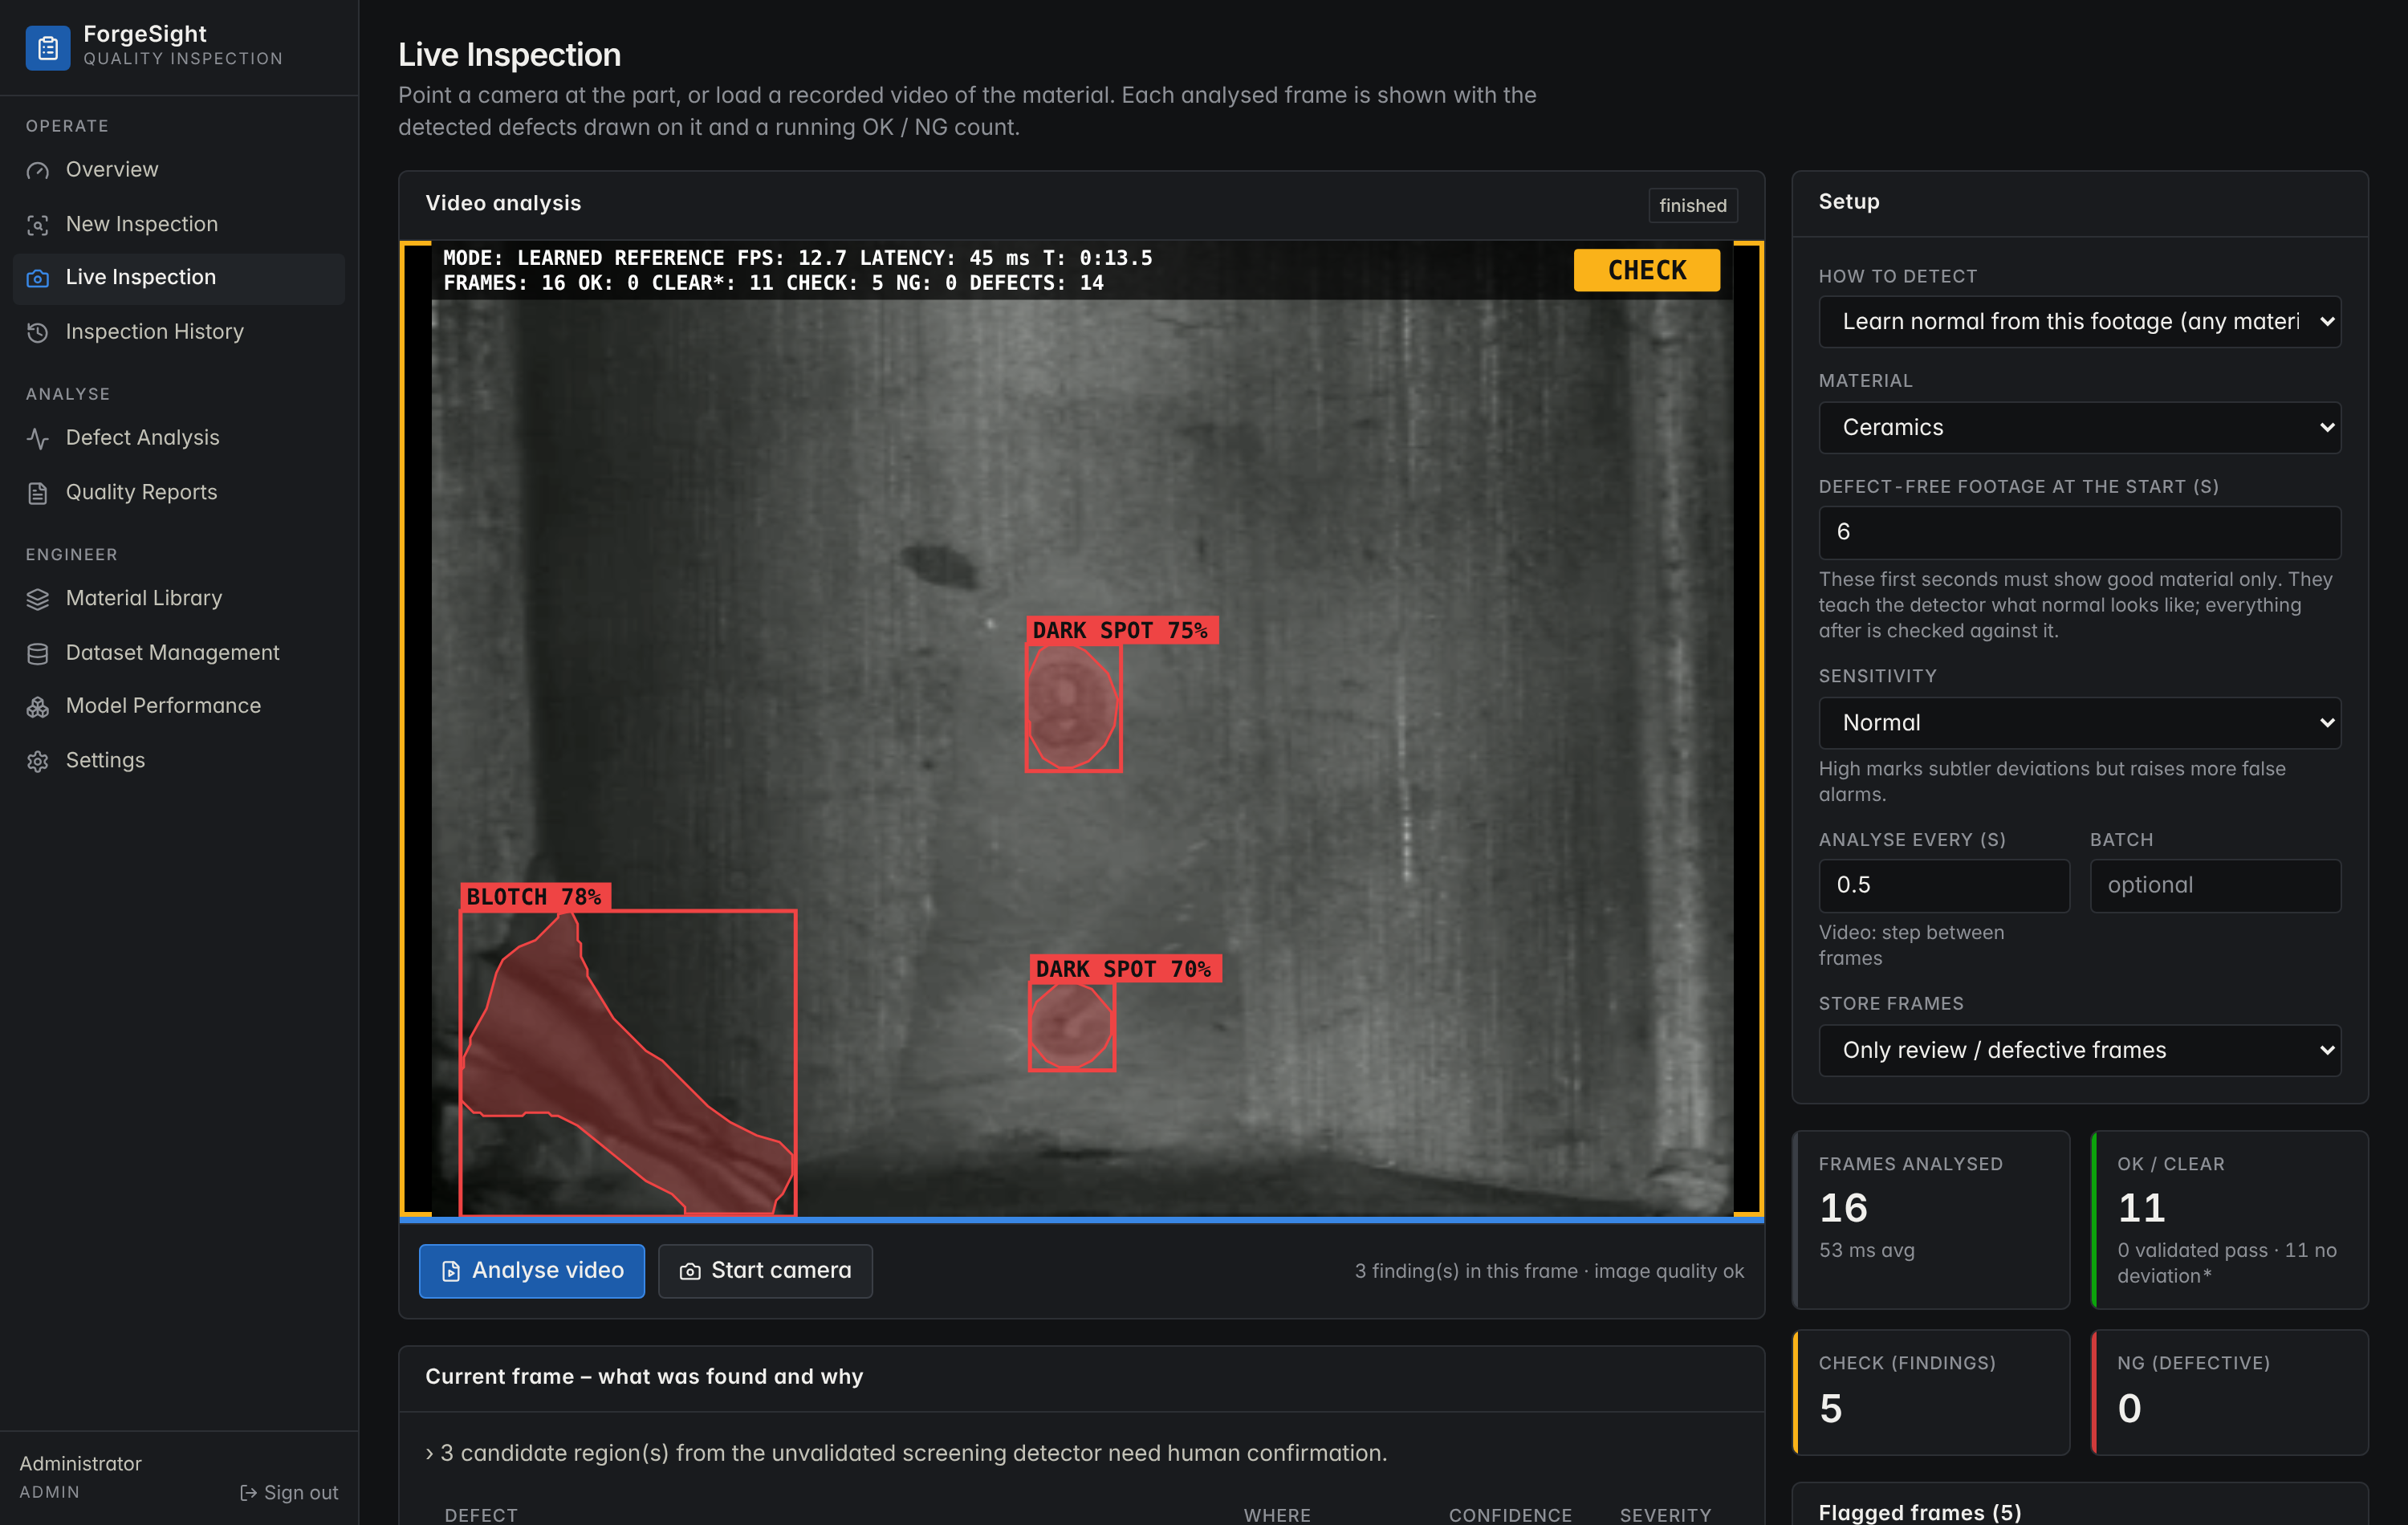 ForgeSight
QUALITY INSPECTION
OPERATE
Overview
New Inspection
Live Inspection
Inspection History
ANALYSE
Defect Analysis
Quality Reports
ENGINEER
Material Library
Dataset Management
Model Performance
Settings
Administrator
ADMIN
Sign out
Live Inspection
Point a camera at the part, or load a recorded video of the material. Each analysed frame is shown with the
detected defects drawn on it and a running OK / NG count.
Video analysis
finished
MODE: LEARNED REFERENCE FPS: 12.7 LATENCY: 45 ms T: 0:13.5
FRAMES: 16 OK: 0 CLEAR*: 11 CHECK: 5 NG: 0 DEFECTS: 14
CHECK
DARK SPOT 75%
BLOTCH 78%
DARK SPOT 70%
Analyse video
Start camera
3 finding(s) in this frame · image quality ok
Current frame – what was found and why
› 3 candidate region(s) from the unvalidated screening detector need human confirmation.
DEFECT WHERE CONFIDENCE SEVERITY
Setup
HOW TO DETECT
Learn normal from this footage (any materi
MATERIAL
Ceramics
DEFECT-FREE FOOTAGE AT THE START (S)
6
These first seconds must show good material only. They
teach the detector what normal looks like; everything
after is checked against it.
SENSITIVITY
Normal
High marks subtler deviations but raises more false
alarms.
ANALYSE EVERY (S)
0.5
Video: step between
frames
BATCH
optional
STORE FRAMES
Only review / defective frames
FRAMES ANALYSED
16
53 ms avg
OK / CLEAR
11
0 validated pass · 11 no
deviation*
CHECK (FINDINGS)
5
NG (DEFECTIVE)
0
Flagged frames (5)